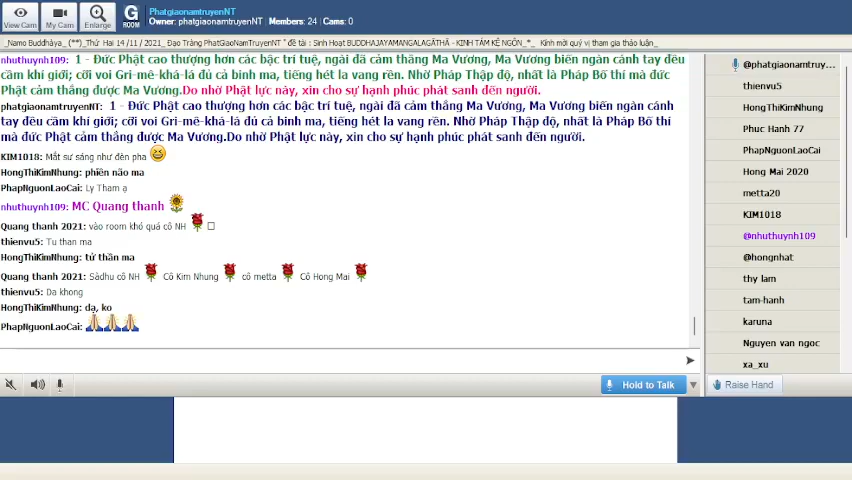 PhatgiaonamtruyenNT
Owner: phatgiaonamtruyenNT Members: 24 | Cams: 0
View Cam
My Cam
Enlarge
G ROOM
_Namo Buddhàya_ (**)_Thứ Hai 14 /11 / 2021_ Đạo Tràng PhatGiaoNamTruyenNT " đề tài : Sinh Hoạt BUDDHAJAYAMANGALAGĀTHĀ - KINH TÁM KỆ NGÔN_*_ Kính mời quý vị tham gia thảo luận_
nhuthuynh109: 1 - Đức Phật cao thượng hơn các bậc trí tuệ, ngài đã cảm thắng Ma Vương, Ma Vương biến ngàn cánh tay đều
cầm khí giới; cỡi voi Gri-mê-khá-lá đủ cả binh ma, tiếng hét la vang rền. Nhờ Pháp Thập độ, nhất là Pháp Bố thí mà đức
Phật cảm thắng được Ma Vương.Do nhờ Phật lực này, xin cho sự hạnh phúc phát sanh đến người.
phatgiaonamtruyenNT: 1 - Đức Phật cao thượng hơn các bậc trí tuệ, ngài đã cảm thắng Ma Vương, Ma Vương biến ngàn cánh
tay đều cầm khí giới; cỡi voi Gri-mê-khá-lá đủ cả binh ma, tiếng hét la vang rền. Nhờ Pháp Thập độ, nhất là Pháp Bố thí
mà đức Phật cảm thắng được Ma Vương.Do nhờ Phật lực này, xin cho sự hạnh phúc phát sanh đến người.
KIM1018: Mắt sư sáng như đèn pha
HongThiKimNhung: phiền não ma
PhapNguonLaoCai: Ly Tham ạ
nhuthuynh109: MC Quang thanh
Quang thanh 2021: vào room khó quá cô NH
thienvu5: Tu than ma
HongThiKimNhung: tử thần ma
Quang thanh 2021: Sàdhu cô NH Cô Kim Nhung cô metta Cô Hong Mai
thienvu5: Da khong
HongThiKimNhung: dạ, ko
PhapNguonLaoCai:
@phatgiaonamtruy...
thienvu5
HongThiKimNhung
Phuc Hanh 77
PhapNguonLaoCai
Hong Mai 2020
metta20
KIM1018
@nhuthuynh109
@hongnhat
thy lam
tam-hanh
karuna
Nguyen van ngoc
xa_xu
Hold to Talk
Raise Hand